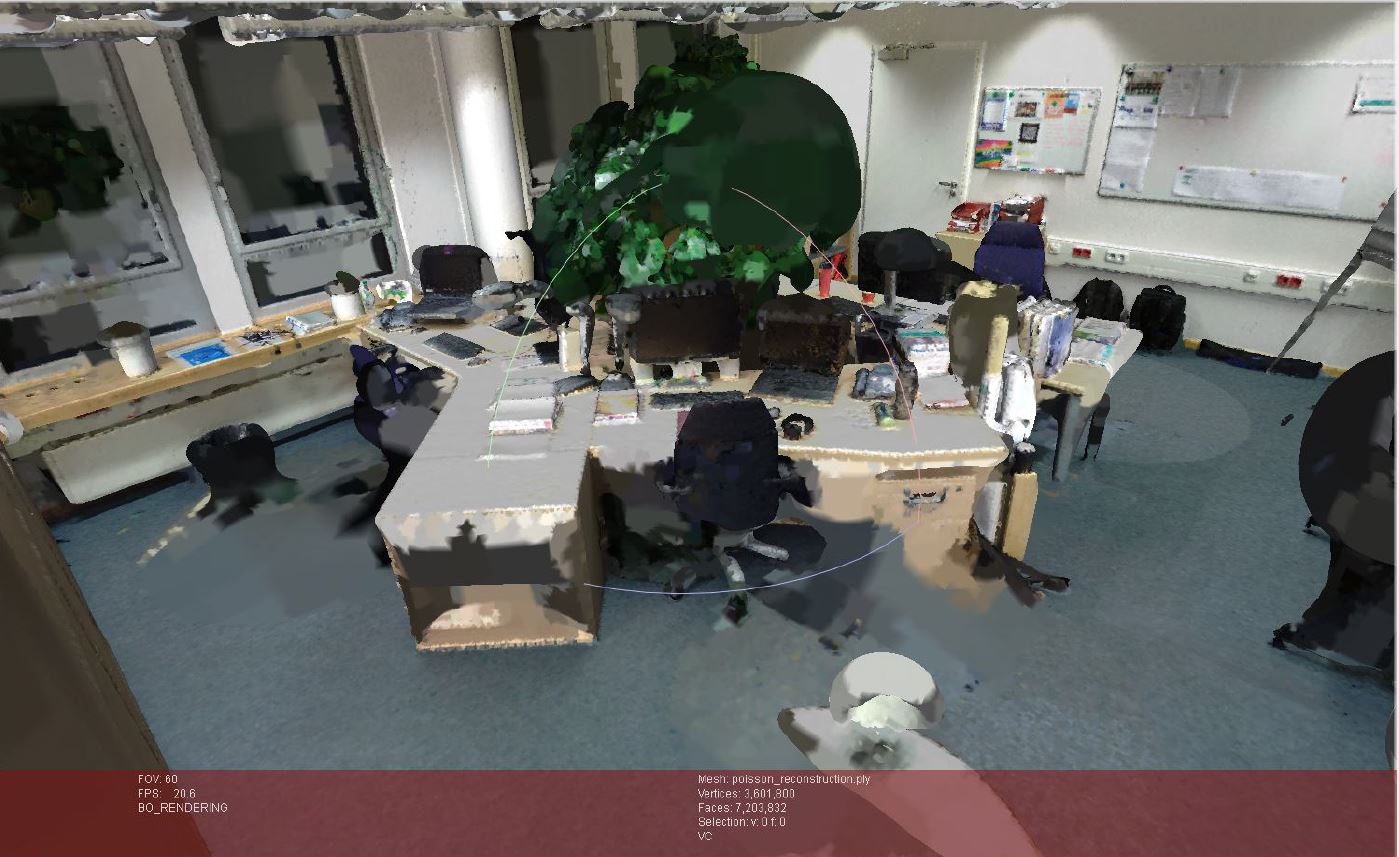 FOV: 60
FPS: 20.6
BO_RENDERING
Mesh: poisson_reconstruction.ply
Vertices: 3,601,800
Faces: 7,203,832
Selection: v: 0 f: 0
VC